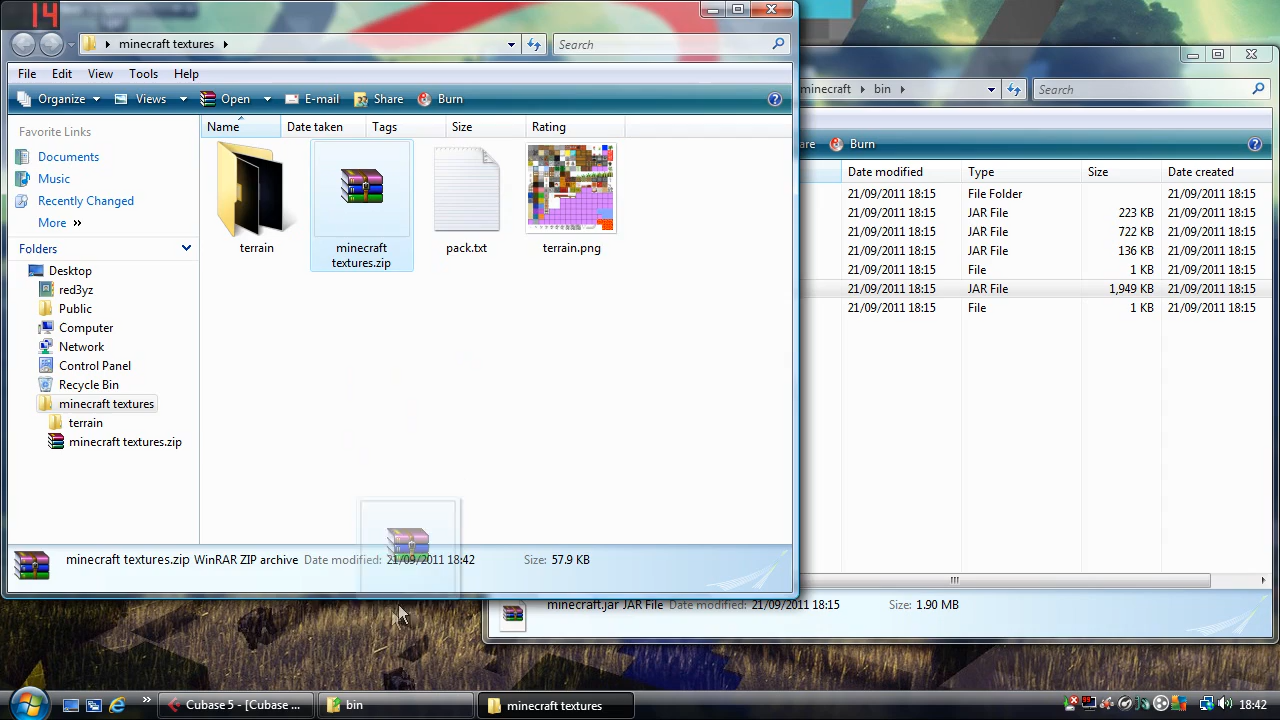 14
minecraft textures
Search
File Edit View Tools Help
Organize Views Open E-mail Share Burn
Favorite Links
Documents
Music
Recently Changed
More »
Folders
Desktop
red3yz
Public
Computer
Network
Control Panel
Recycle Bin
minecraft textures
terrain
minecraft textures.zip
Name Date taken Tags Size Rating
terrain
minecraft
textures.zip
pack.txt
terrain.png
minecraft textures.zip WinRAR ZIP archive Date modified: 21/09/2011 18:42 Size: 57.9 KB
minecraft bin
Search
are Burn
Date modified Type Size Date created
21/09/2011 18:15 File Folder 21/09/2011 18:15
21/09/2011 18:15 JAR File 223 KB 21/09/2011 18:15
21/09/2011 18:15 JAR File 722 KB 21/09/2011 18:15
21/09/2011 18:15 JAR File 136 KB 21/09/2011 18:15
21/09/2011 18:15 File 1 KB 21/09/2011 18:15
21/09/2011 18:15 JAR File 1,949 KB 21/09/2011 18:15
21/09/2011 18:15 File 1 KB 21/09/2011 18:15
minecraft.jar JAR File Date modified: 21/09/2011 18:15 Size: 1.90 MB
» Cubase 5 - [Cubase ... bin minecraft textures 18:42